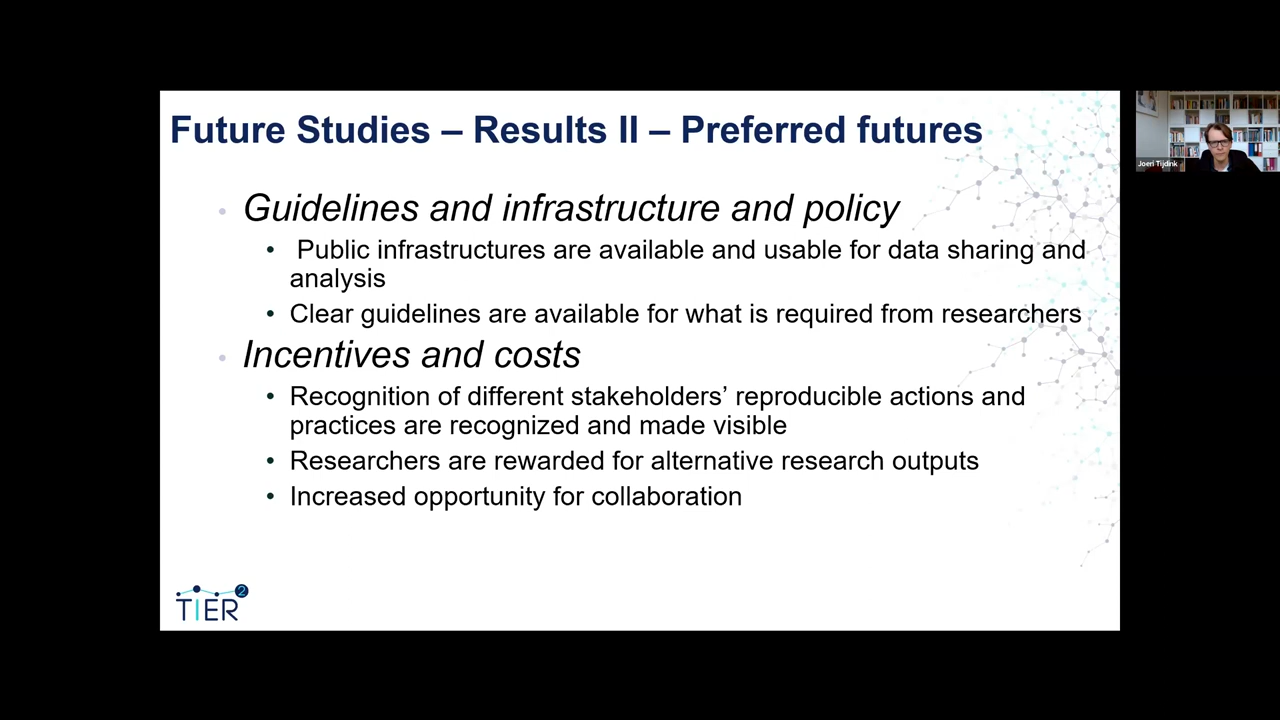 Future Studies – Results II – Preferred futures
Joeri Tijdink
• Guidelines and infrastructure and policy
• Public infrastructures are available and usable for data sharing and
analysis
• Clear guidelines are available for what is required from researchers
• Incentives and costs
• Recognition of different stakeholders’ reproducible actions and
practices are recognized and made visible
• Researchers are rewarded for alternative research outputs
• Increased opportunity for collaboration
TIER2